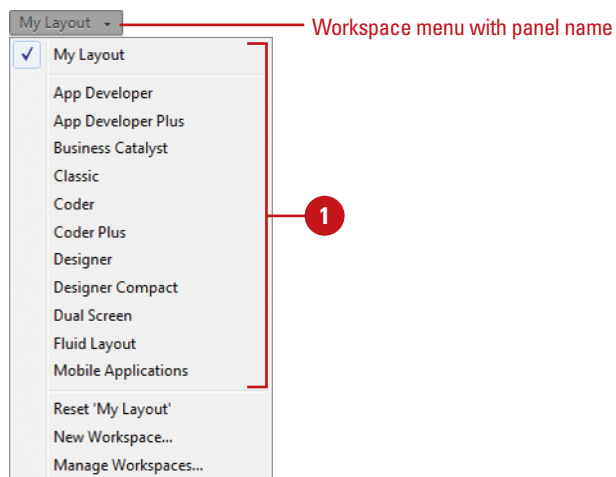 My Layout
Workspace menu with panel name
My Layout
App Developer
App Developer Plus
Business Catalyst
Classic
Coder
Coder Plus
1
Designer
Designer Compact
Dual Screen
Fluid Layout
Mobile Applications
Reset 'My Layout'
New Workspace...
Manage Workspaces...